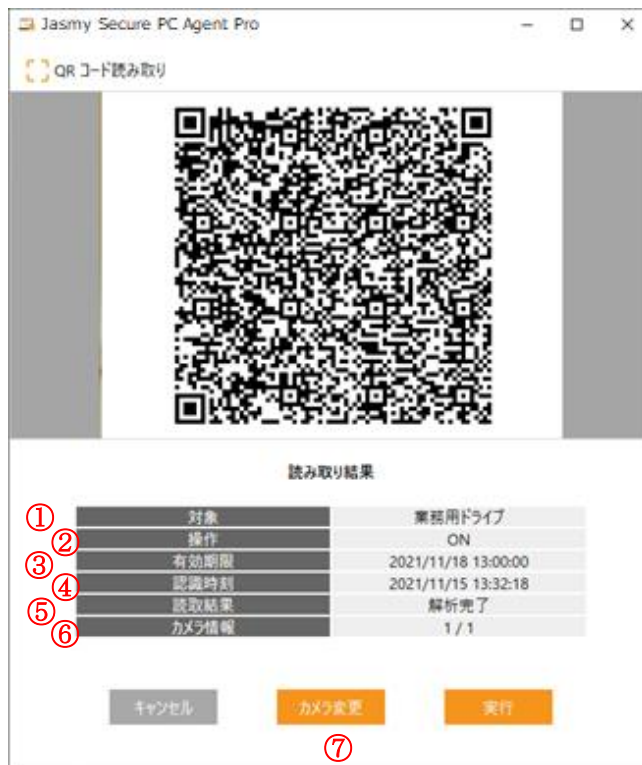 Jasmy Secure PC Agent Pro
QR コード読み取り
読み取り結果
① 対象 業務用ドライブ
② 操作 ON
③ 有効期限 2021/11/18 13:00:00
④ 認識時刻 2021/11/15 13:32:18
⑤ 読取結果 解析完了
⑥ カメラ情報 1 / 1
キャンセル カメラ変更 実行
⑦